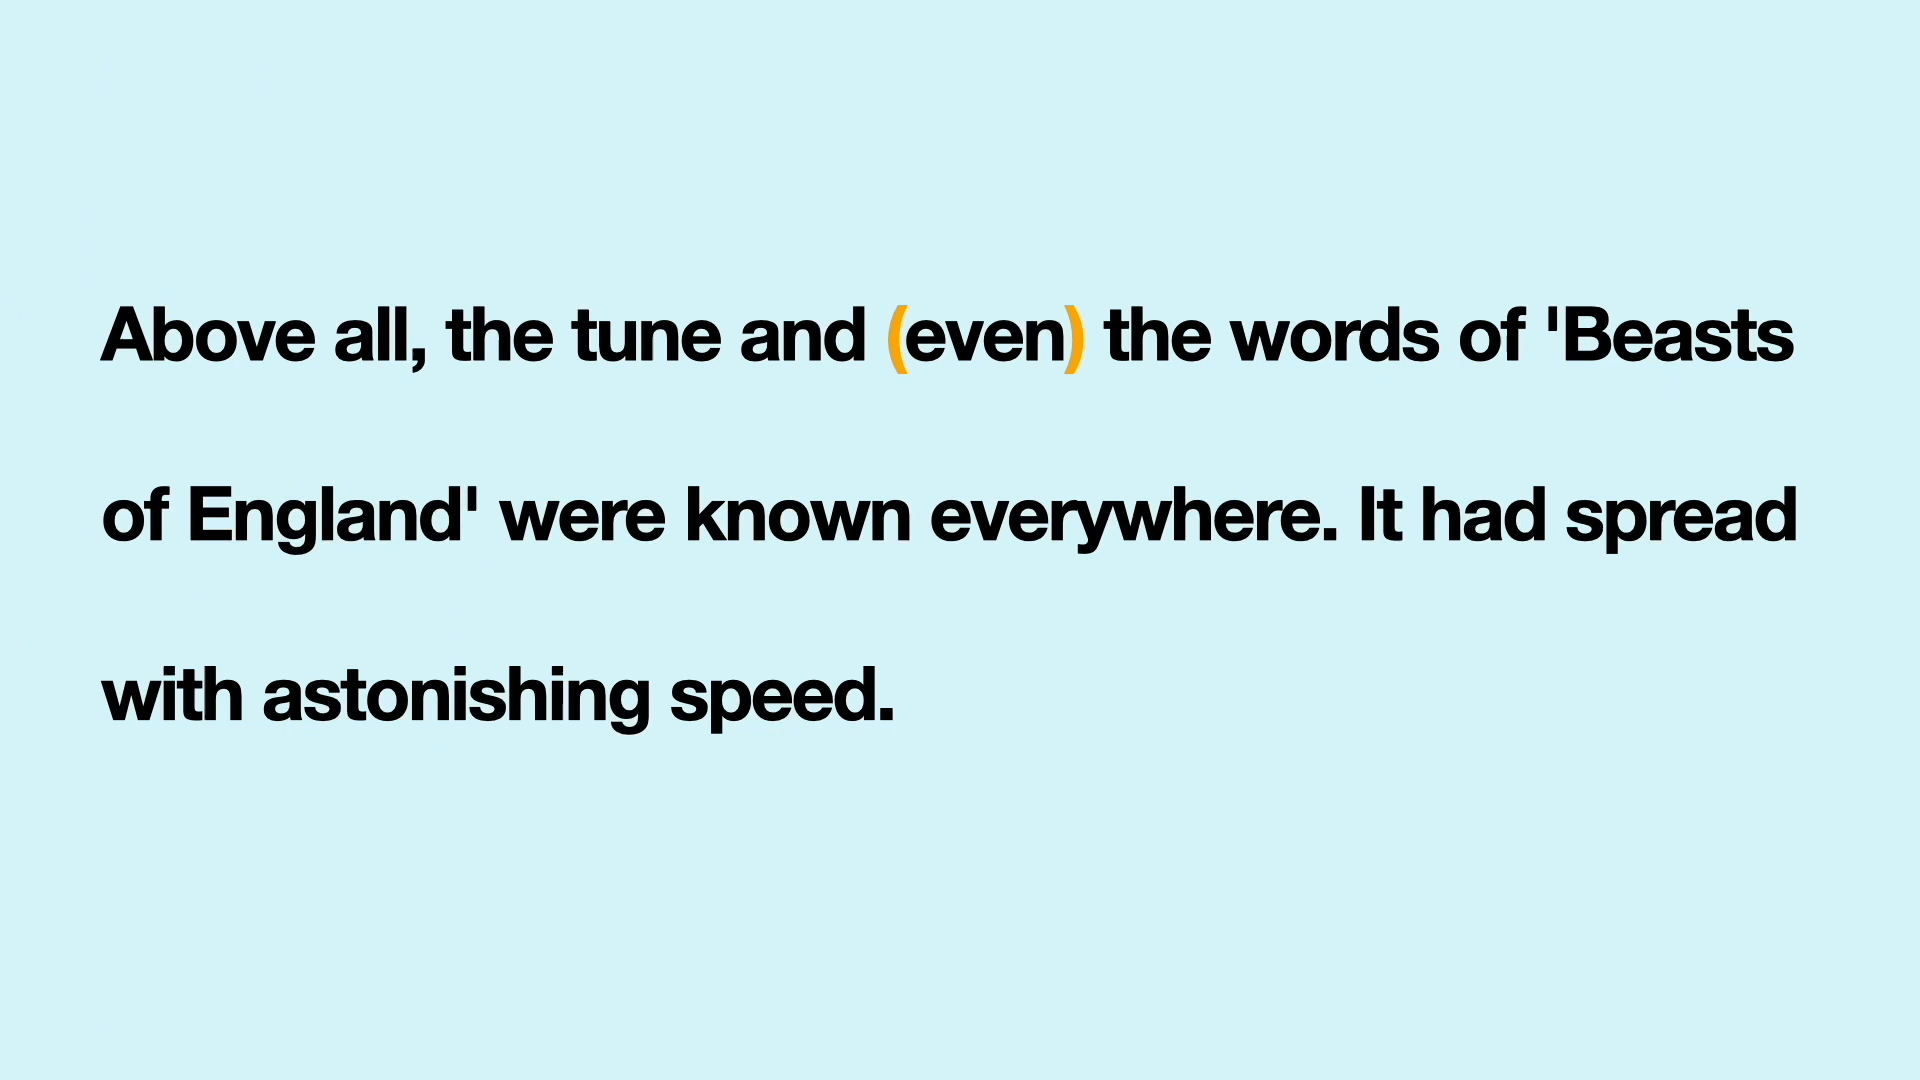 Above all, the tune and (even) the words of 'Beasts
of England' were known everywhere. It had spread
with astonishing speed.